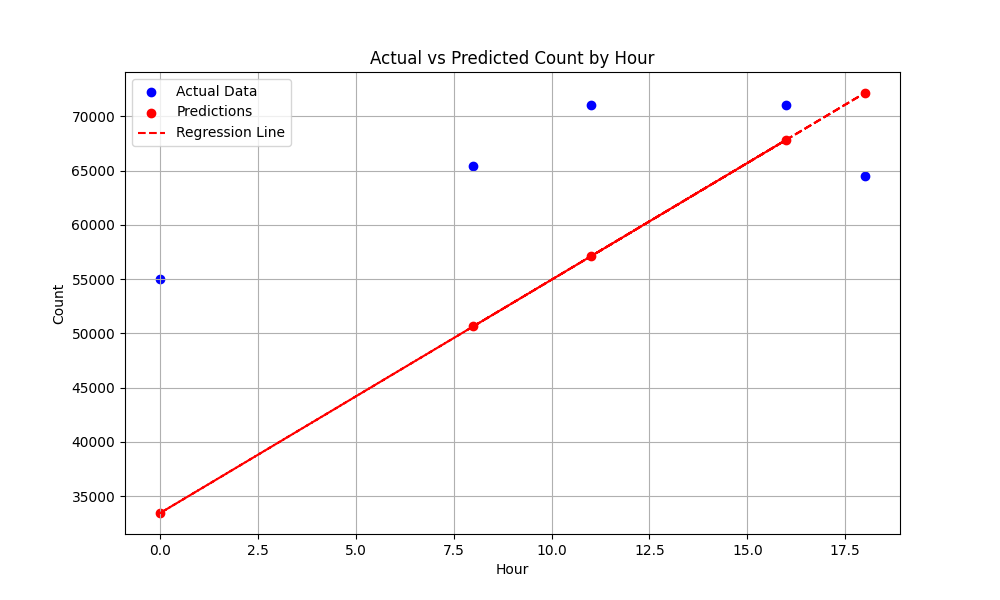 Actual vs Predicted Count by Hour
Actual Data
Predictions
Regression Line
70000
65000
60000
55000
50000
45000
40000
35000
Count
0.0 2.5 5.0 7.5 10.0 12.5 15.0 17.5
Hour